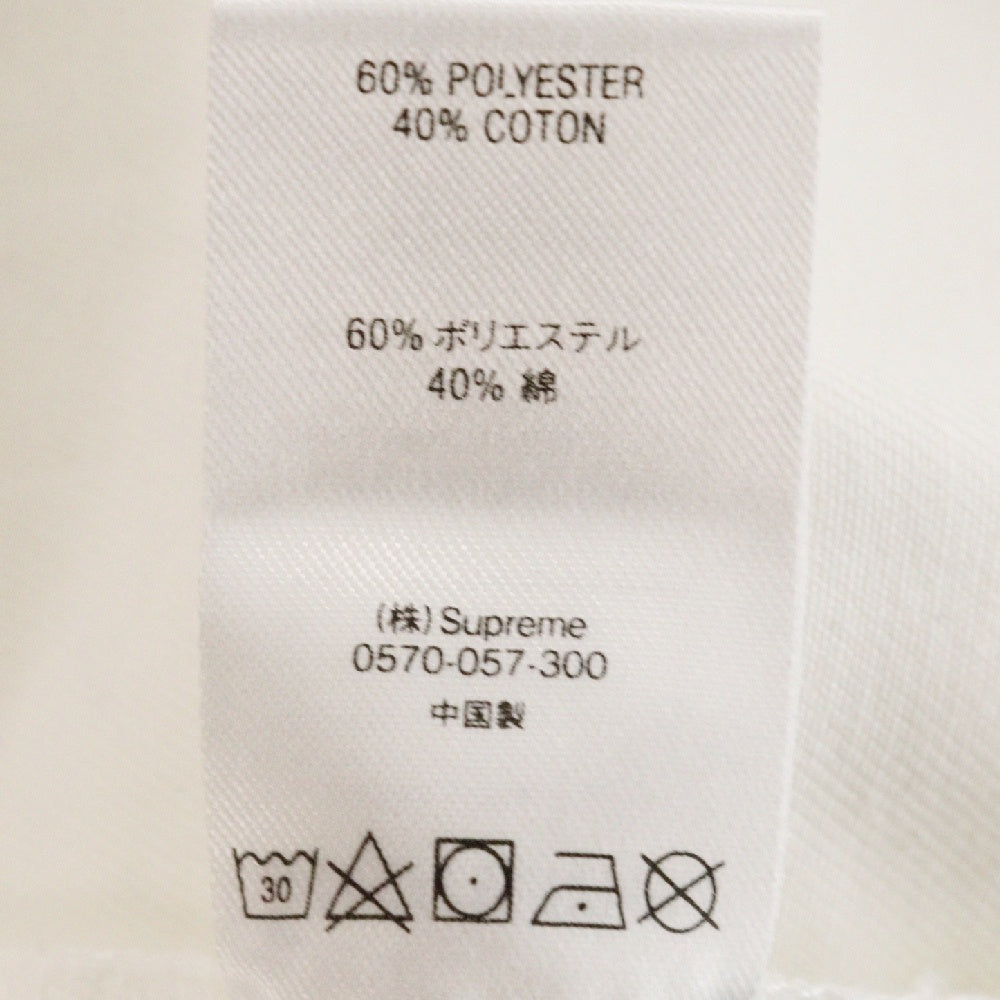 60% POLYESTER
40% COTON
60% ポリエステル
40% 綿
(株)Supreme
0570-057-300
中国製
30